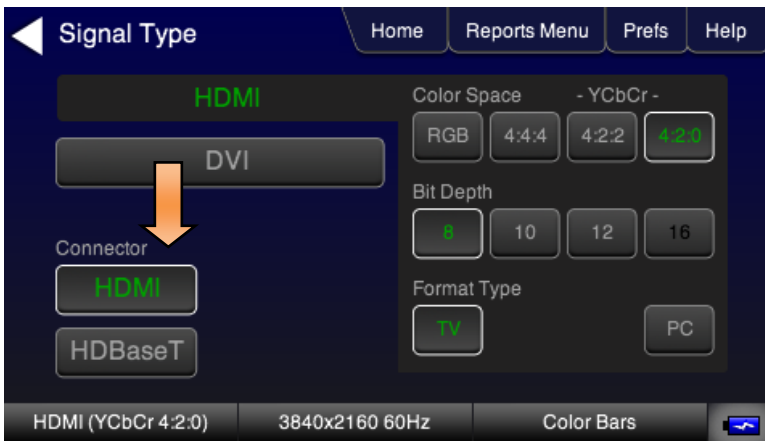 Signal Type
Home
Reports Menu
Prefs
Help
HDMI
DVI
Connector
HDMI
HDBaseT
Color Space - YCbCr -
RGB 4:4:4 4:2:2 4:2:0
Bit Depth
8 10 12 16
Format Type
TV PC
HDMI (YCbCr 4:2:0)
3840x2160 60Hz
Color Bars